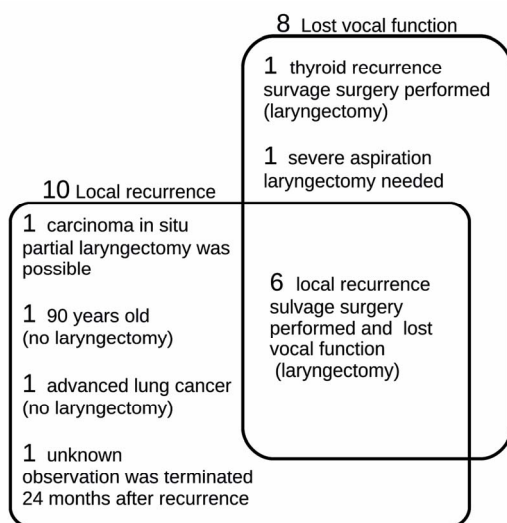 8 Lost vocal function
1 thyroid recurrence
survage surgery performed
(laryngectomy)
1 severe aspiration
laryngectomy needed
10 Local recurrence
1 carcinoma in situ
partial laryngectomy was
possible
1 90 years old
(no laryngectomy)
1 advanced lung cancer
(no laryngectomy)
1 unknown
observation was terminated
24 months after recurrence
6 local recurrence
sulvage surgery
performed and lost
vocal function
(laryngectomy)